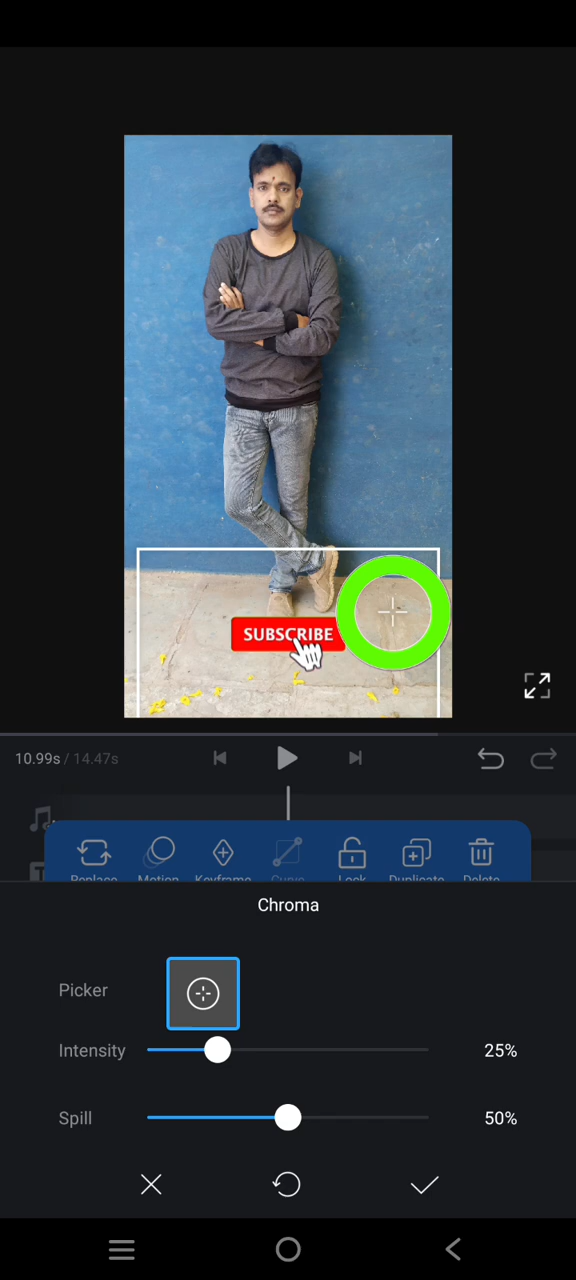 SUBSCRIBE
10.99s / 14.47s
Replace Motion Keyframe Curve Lock Duplicate Delete
Chroma
Picker
Intensity 25%
Spill 50%